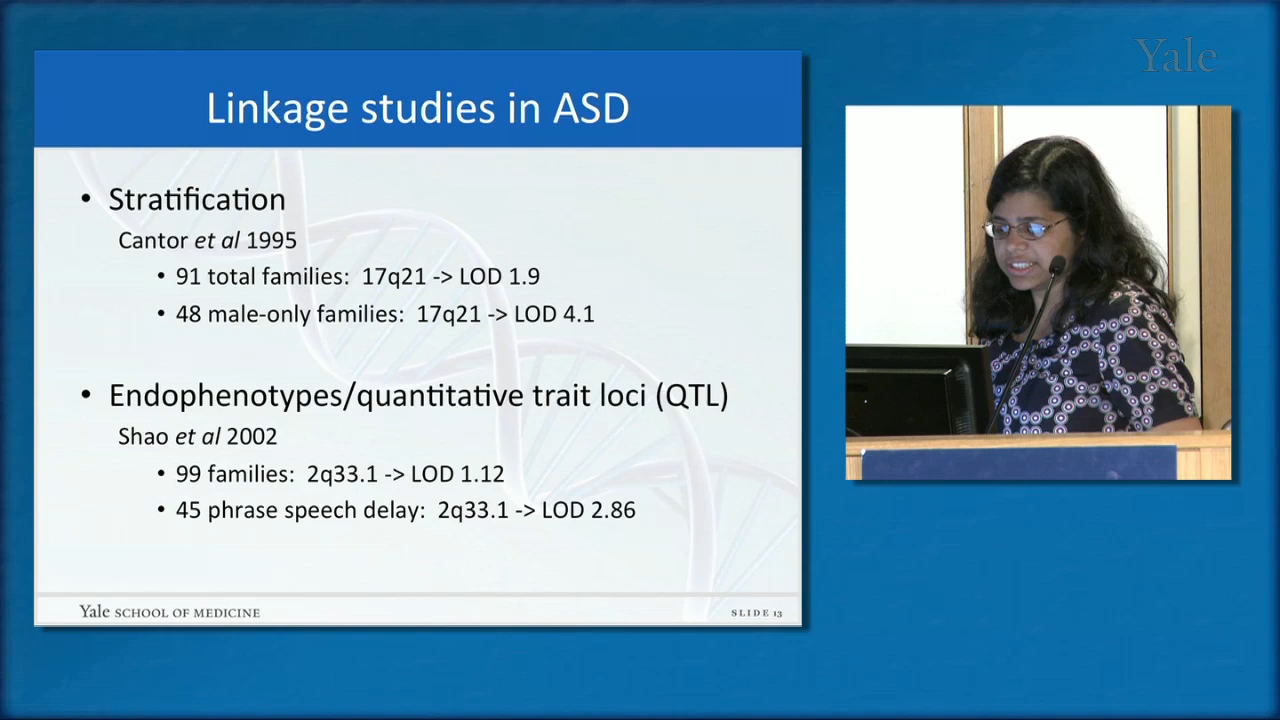 Yale
Linkage studies in ASD
• Stratification
Cantor et al 1995
• 91 total families: 17q21 -> LOD 1.9
• 48 male-only families: 17q21 -> LOD 4.1
• Endophenotypes/quantitative trait loci (QTL)
Shao et al 2002
• 99 families: 2q33.1 -> LOD 1.12
• 45 phrase speech delay: 2q33.1 -> LOD 2.86
Yale SCHOOL OF MEDICINE
SLIDE 13